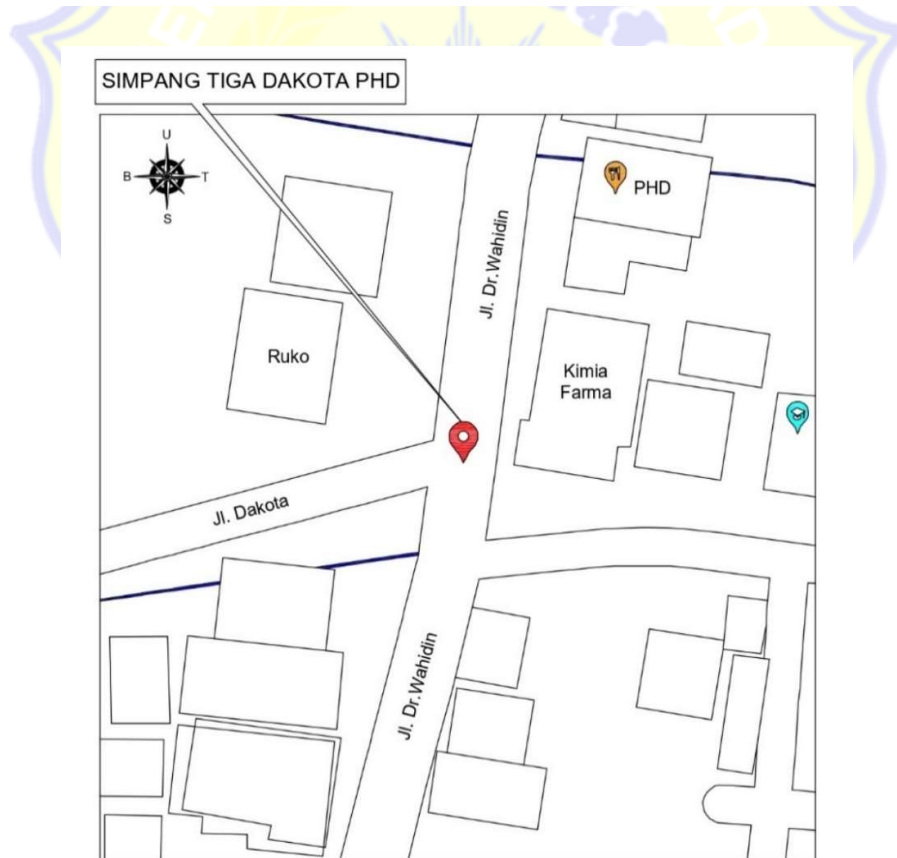 SIMPANG TIGA DAKOTA PHD
U
B
T
S
PHD
Jl. Dr.Wahidin
Ruko
Kimia
Farma
Jl. Dakota
Jl. Dr.Wahidin